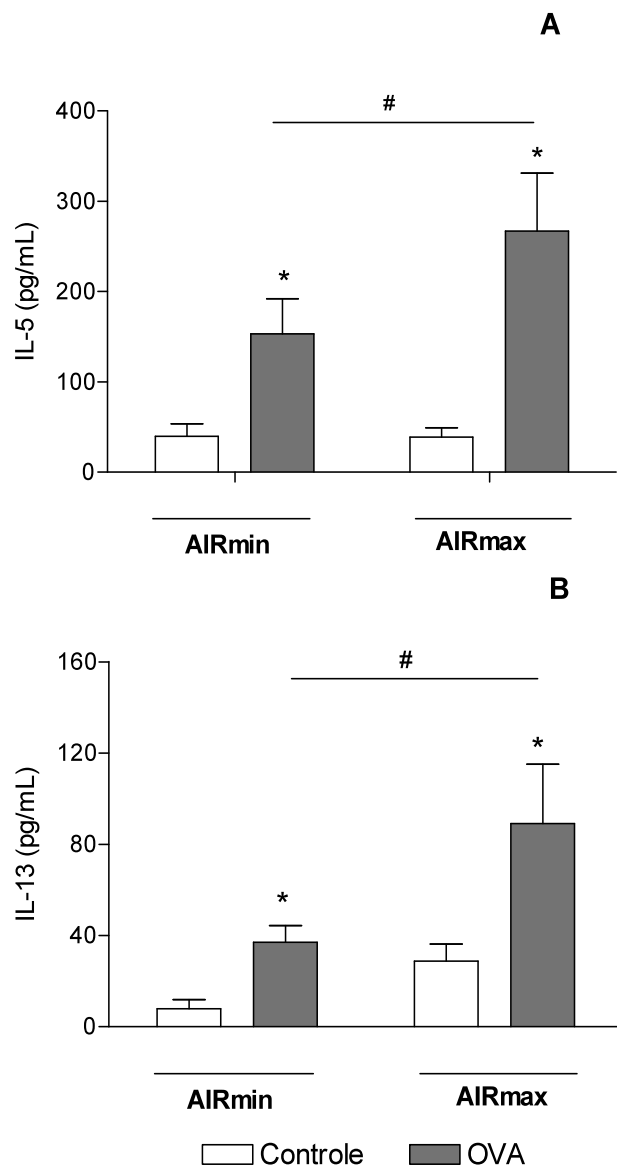 A
400
#
*
300
*
200
IL-5 (pg/mL)
100
0
AIRmin
AIRmax
B
160
#
*
120
IL-13 (pg/mL)
80
*
40
0
AIRmin
AIRmax
Controle
OVA